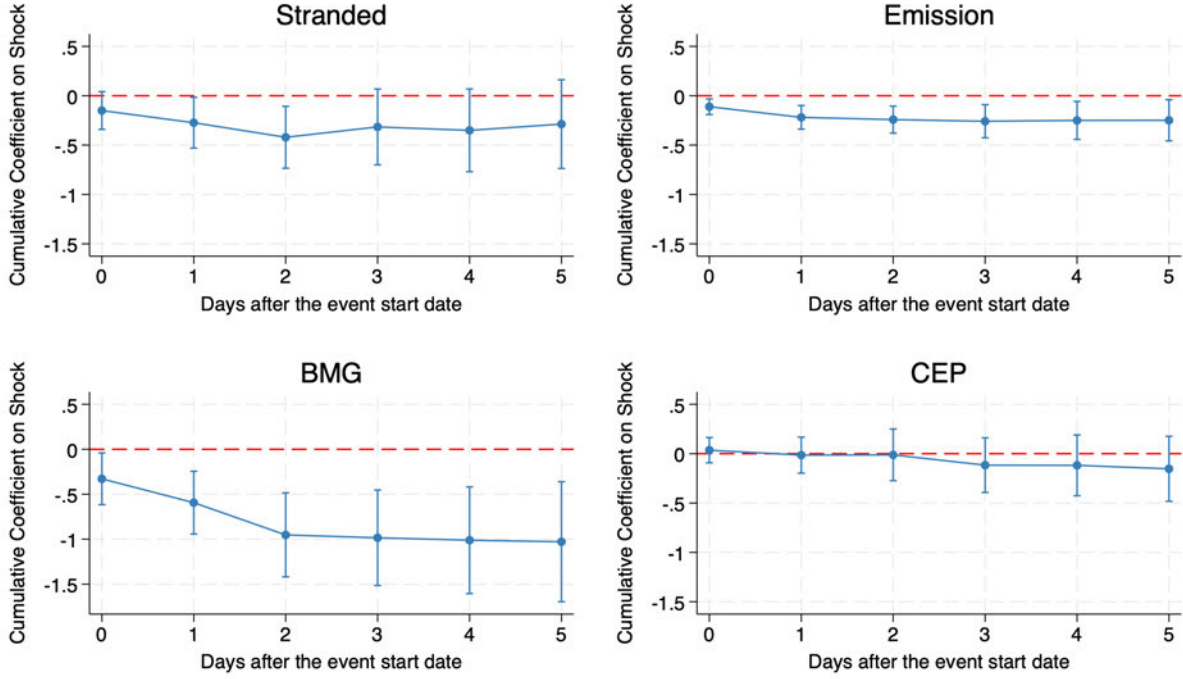 Stranded
Cumulative Coefficient on Shock
.5
0
-.5
-1
-1.5
0 1 2 3 4 5
Days after the event start date
Emission
Cumulative Coefficient on Shock
.5
0
-.5
-1
-1.5
0 1 2 3 4 5
Days after the event start date
BMG
Cumulative Coefficient on Shock
.5
0
-.5
-1
-1.5
0 1 2 3 4 5
Days after the event start date
CEP
Cumulative Coefficient on Shock
.5
0
-.5
-1
-1.5
0 1 2 3 4 5
Days after the event start date